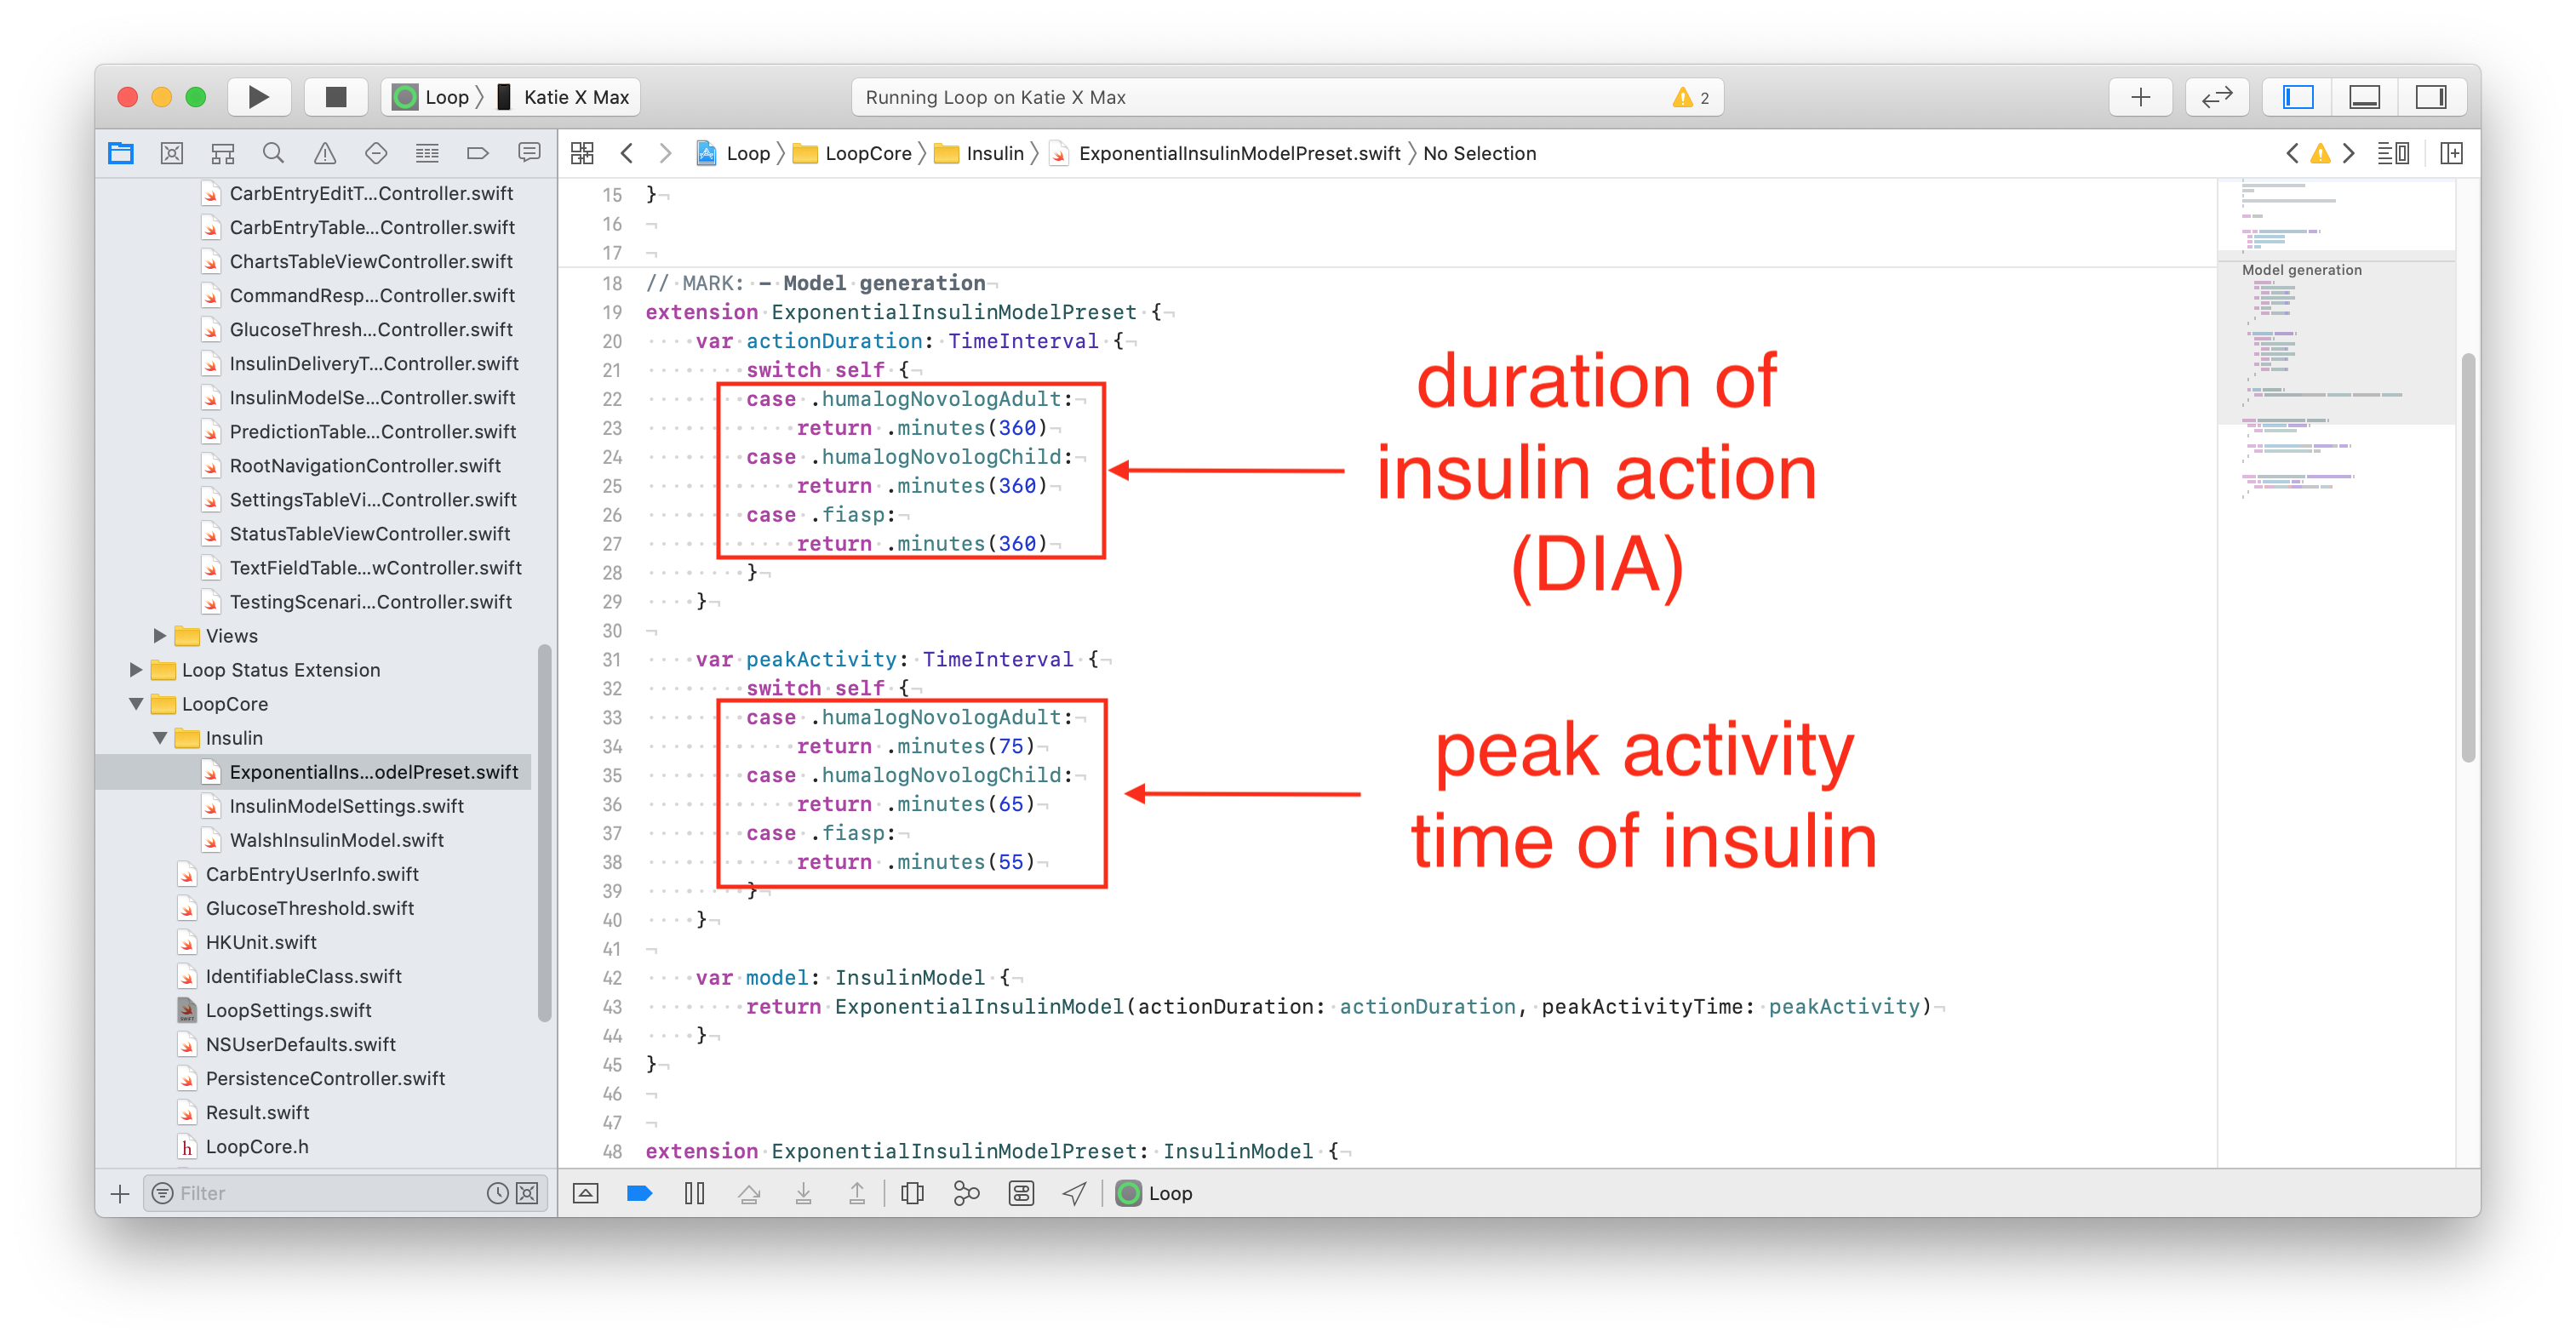 Loop
Katie X Max
Running Loop on Katie X Max
2
Loop
LoopCore
Insulin
ExponentialInsulinModelPreset.swift
No Selection
CarbEntryEditT...Controller.swift
CarbEntryTable...Controller.swift
ChartsTableViewController.swift
CommandResp...Controller.swift
GlucoseThresh...Controller.swift
InsulinDeliveryT...Controller.swift
InsulinModelSe...Controller.swift
PredictionTable...Controller.swift
RootNavigationController.swift
SettingsTableVi...Controller.swift
StatusTableViewController.swift
TextFieldTable...wController.swift
TestingScenari...Controller.swift
Views
Loop Status Extension
LoopCore
Insulin
ExponentialIns...odelPreset.swift
InsulinModelSettings.swift
WalshInsulinModel.swift
CarbEntryUserInfo.swift
GlucoseThreshold.swift
HKUnit.swift
IdentifiableClass.swift
LoopSettings.swift
NSUserDefaults.swift
PersistenceController.swift
Result.swift
h LoopCore.h
Filter
15 }
16
17
18 // MARK: - Model generation
19 extension ExponentialInsulinModelPreset {
20 var actionDuration: TimeInterval {
21 switch self {
22 case .humalogNovologAdult:
23 return .minutes(360)
24 case .humalogNovologChild:
25 return .minutes(360)
26 case .fiasp:
27 return .minutes(360)
28 }
29 }
30
31 var peakActivity: TimeInterval {
32 switch self {
33 case .humalogNovologAdult:
34 return .minutes(75)
35 case .humalogNovologChild:
36 return .minutes(65)
37 case .fiasp:
38 return .minutes(55)
39 }
40 }
41
42 var model: InsulinModel {
43 return ExponentialInsulinModel(actionDuration: actionDuration, peakActivityTime: peakActivity)
44 }
45 }
46
47
48 extension ExponentialInsulinModelPreset: InsulinModel {
duration of
insulin action
(DIA)
peak activity
time of insulin
Model generation
Loop